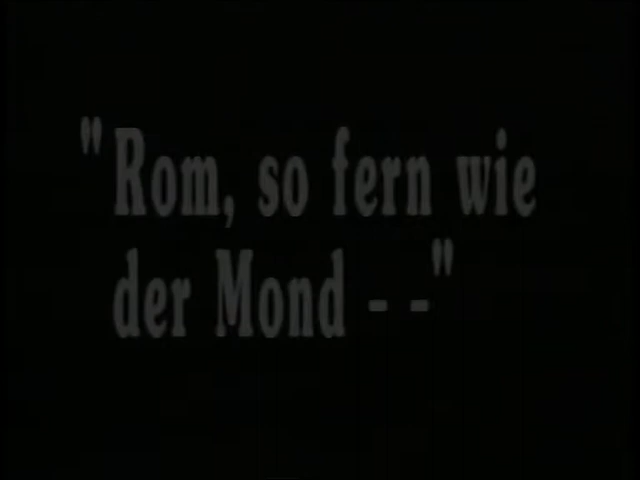 "Rom, so fern wie
der Mond - -"